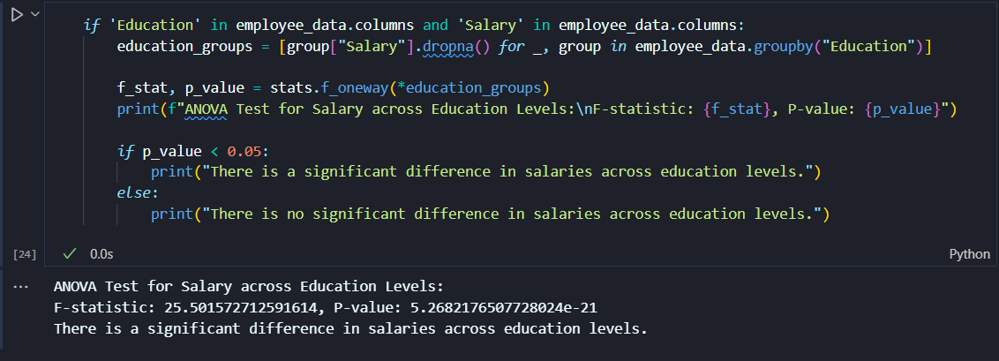 if 'Education' in employee_data.columns and 'Salary' in employee_data.columns:
education_groups = [group["Salary"].dropna() for _, group in employee_data.groupby("Education")]
f_stat, p_value = stats.f_oneway(*education_groups)
print(f"ANOVA Test for Salary across Education Levels:\nF-statistic: {f_stat}, P-value: {p_value}")
if p_value < 0.05:
print("There is a significant difference in salaries across education levels.")
else:
print("There is no significant difference in salaries across education levels.")
[24]
0.0s
Python
ANOVA Test for Salary across Education Levels:
F-statistic: 25.501572712591614, P-value: 5.2682176507728024e-21
There is a significant difference in salaries across education levels.